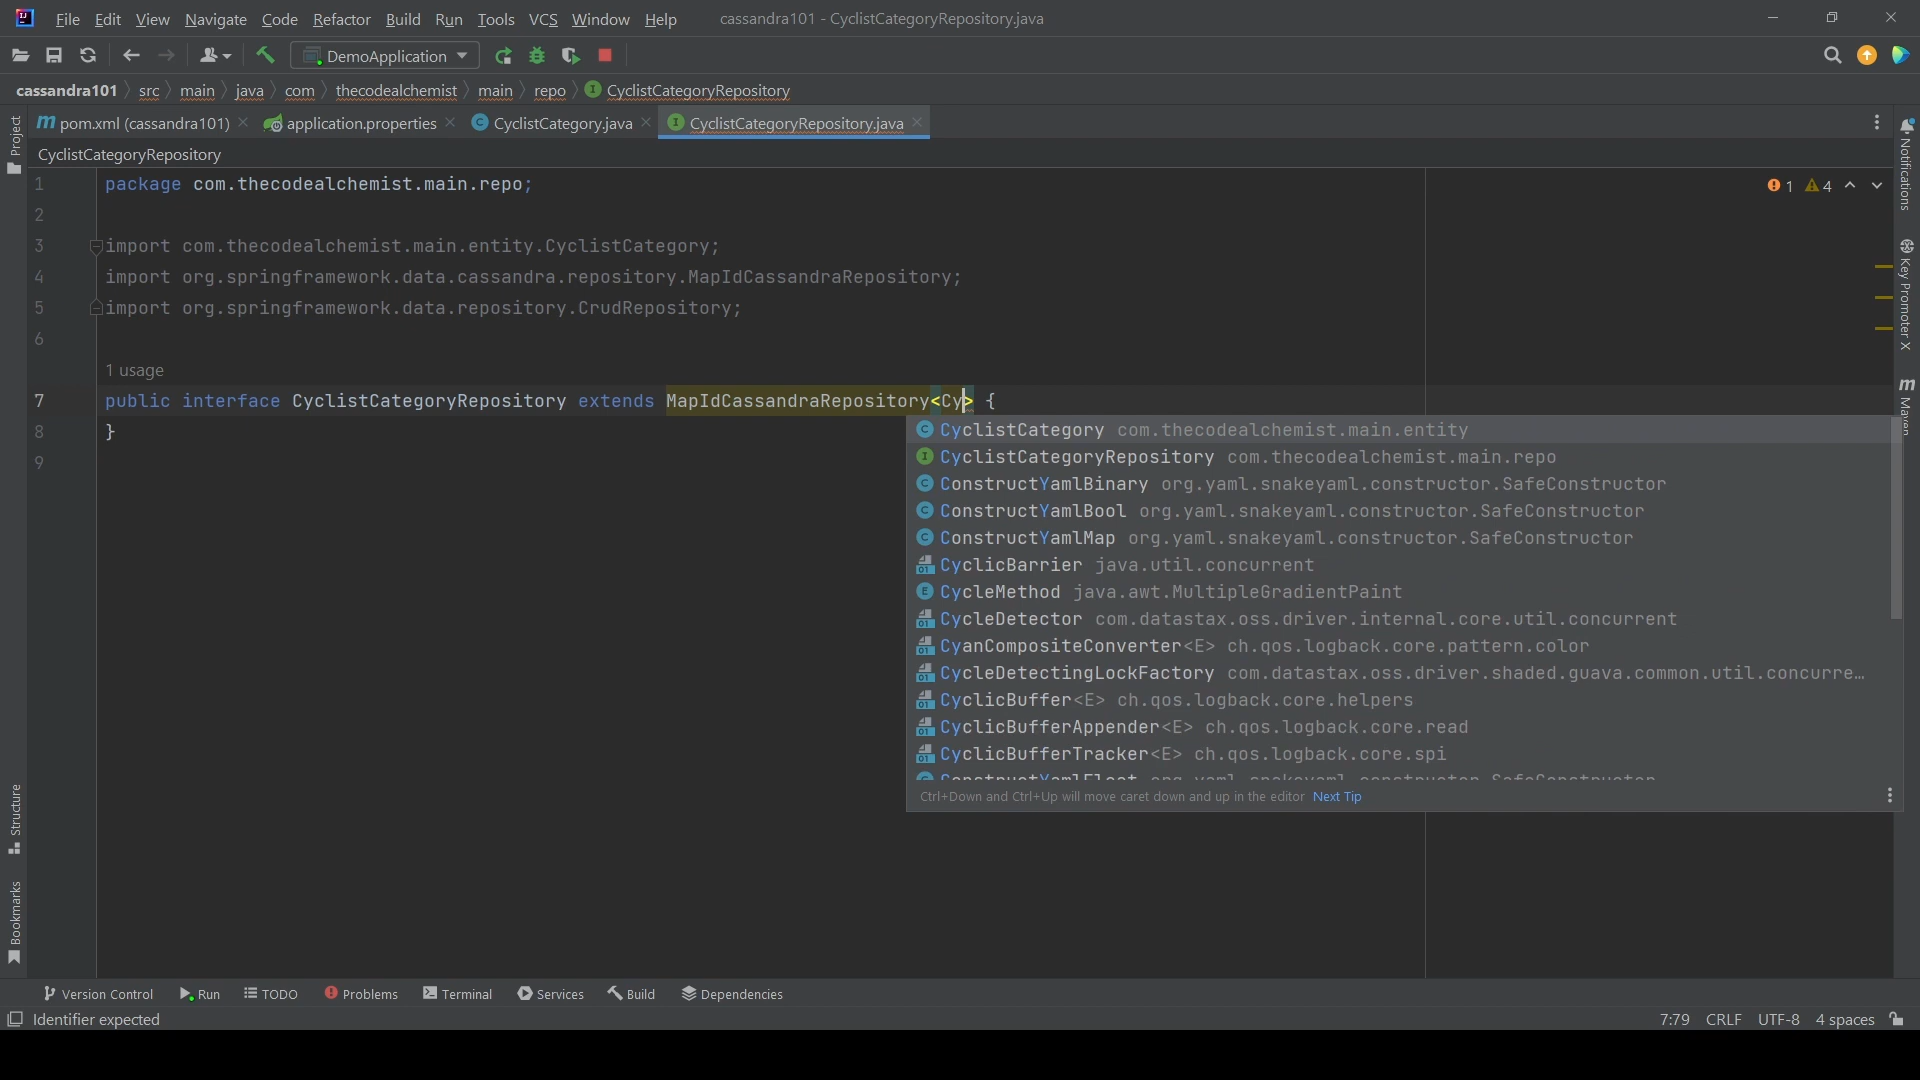 File Edit View Navigate Code Refactor Build Run Tools VCS Window Help cassandra101 - CyclistCategoryRepository.java
DemoApplication
cassandra101 src main java com thecodealchemist main repo CyclistCategoryRepository
pom.xml (cassandra101) application.properties CyclistCategory.java CyclistCategoryRepository.java
CyclistCategoryRepository
1 package com.thecodealchemist.main.repo; 1 4
2
3 import com.thecodealchemist.main.entity.CyclistCategory;
4 import org.springframework.data.cassandra.repository.MapIdCassandraRepository;
5 import org.springframework.data.repository.CrudRepository;
6
1 usage
7 public interface CyclistCategoryRepository extends MapIdCassandraRepository<Cy> {
8 }
9
CyclistCategory com.thecodealchemist.main.entity
CyclistCategoryRepository com.thecodealchemist.main.repo
ConstructYamlBinary org.yaml.snakeyaml.constructor.SafeConstructor
ConstructYamlBool org.yaml.snakeyaml.constructor.SafeConstructor
ConstructYamlMap org.yaml.snakeyaml.constructor.SafeConstructor
CyclicBarrier java.util.concurrent
CycleMethod java.awt.MultipleGradientPaint
CycleDetector com.datastax.oss.driver.internal.core.util.concurrent
CyanCompositeConverter<E> ch.qos.logback.core.pattern.color
CycleDetectingLockFactory com.datastax.oss.driver.shaded.guava.common.util.concurre…
CyclicBuffer<E> ch.qos.logback.core.helpers
CyclicBufferAppender<E> ch.qos.logback.core.read
CyclicBufferTracker<E> ch.qos.logback.core.spi
ConstructYamlFloat org.yaml.snakeyaml.constructor.SafeConstructor
Ctrl+Down and Ctrl+Up will move caret down and up in the editor Next Tip
Project
Structure
Bookmarks
Notifications
Key Promoter X
Maven
Version Control Run TODO Problems Terminal Services Build Dependencies
Identifier expected 7:79 CRLF UTF-8 4 spaces